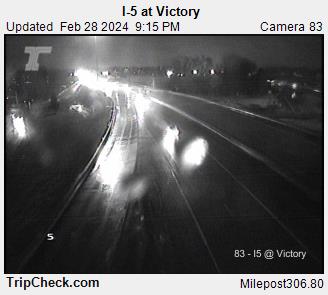 I-5 at Victory
Updated  Feb 28 2024  9:15 PM
Camera 83
S
83 - I5 @ Victory
TripCheck.com
Milepost306.80